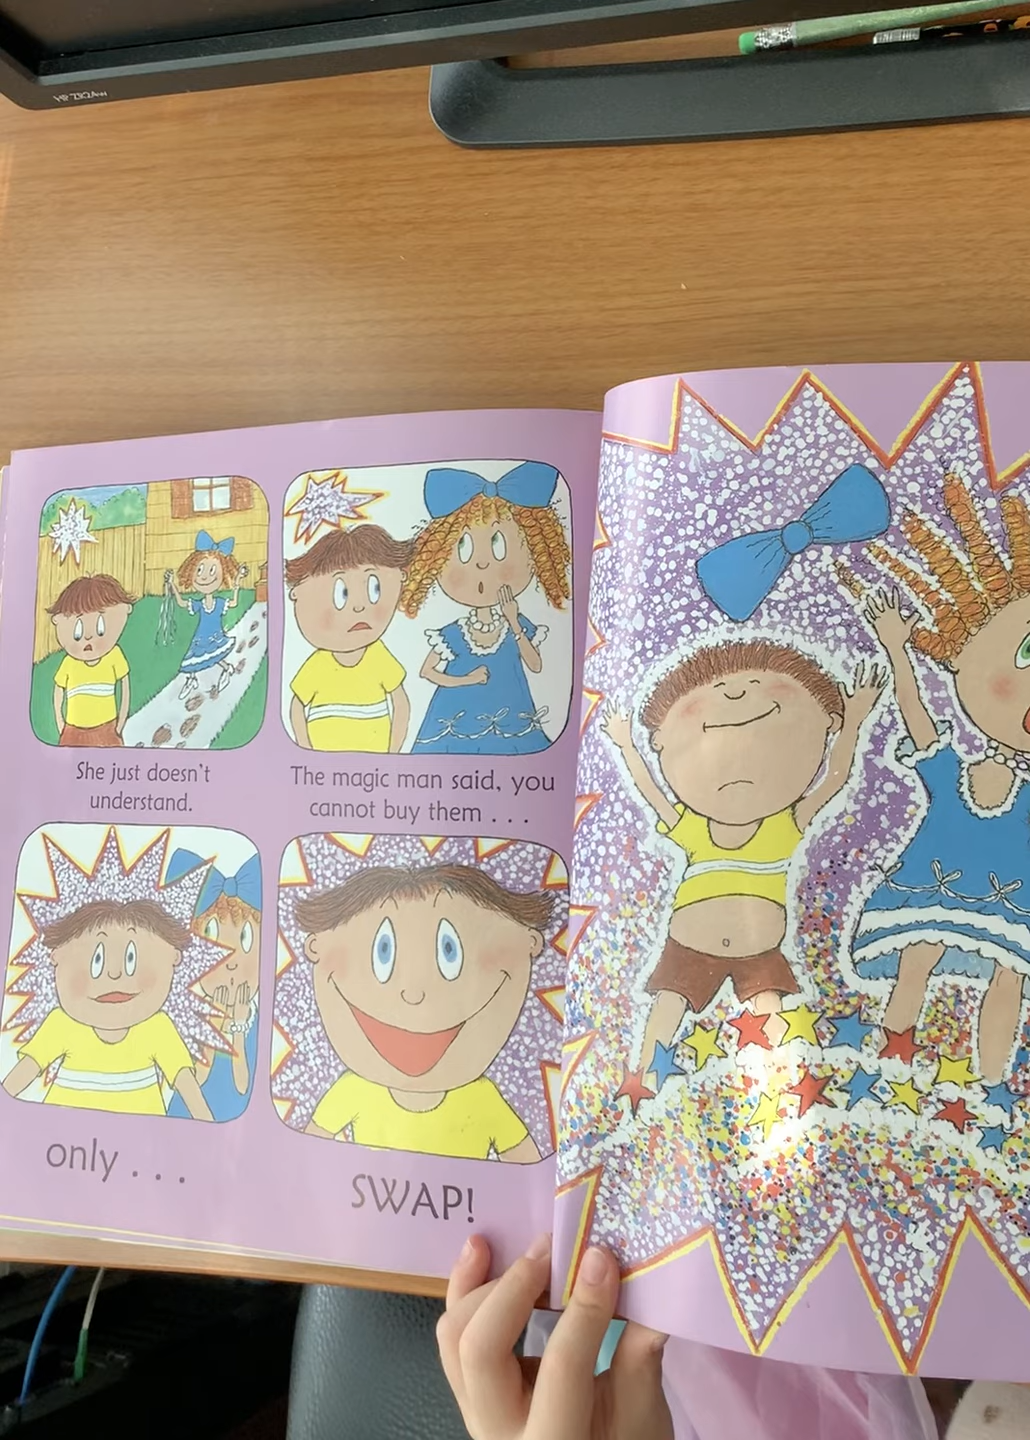 She just doesn't
understand.
The magic man said, you
cannot buy them . . .
only . . .
SWAP!